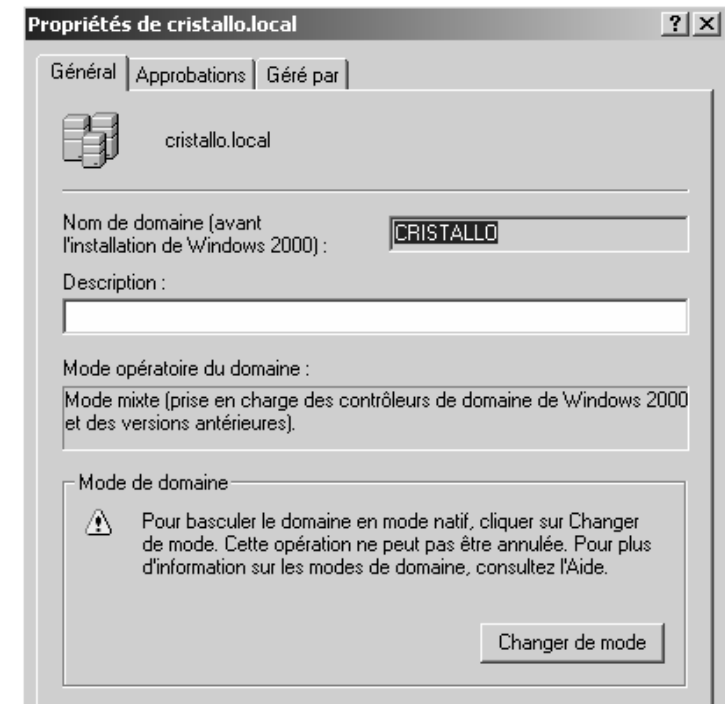 Propriétés de cristallo.local
Général
Approbations
Géré par
cristallo.local
Nom de domaine (avant
l'installation de Windows 2000) :
CRISTALLO
Description :
Mode opératoire du domaine :
Mode mixte (prise en charge des contrôleurs de domaine de Windows 2000
et des versions antérieures).
Mode de domaine
Pour basculer le domaine en mode natif, cliquer sur Changer
de mode. Cette opération ne peut pas être annulée. Pour plus
d'information sur les modes de domaine, consultez l'Aide.
Changer de mode